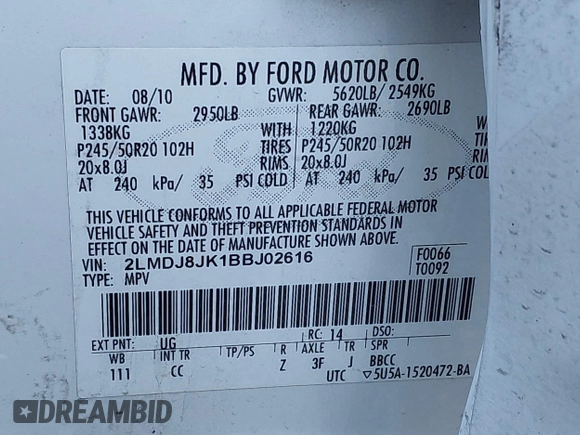 MFD. BY FORD MOTOR CO.
DATE: 08/10 GVWR: 5620LB/ 2549KG
FRONT GAWR: 2950LB REAR GAWR: 2690LB
1338KG WITH 1220KG
P245/50R20 102H TIRES P245/50R20 102H
20x8.0J RIMS 20x8.0J
AT 240 kPa/ 35 PSI COLD AT 240 kPa/ 35 PSI COLD
THIS VEHICLE CONFORMS TO ALL APPLICABLE FEDERAL MOTOR
VEHICLE SAFETY AND THEFT PREVENTION STANDARDS IN
EFFECT ON THE DATE OF MANUFACTURE SHOWN ABOVE.
VIN: 2LMDJ8JK1BBJ02616
TYPE: MPV
F0066
T0092
EXT PNT: UG RC: 14 DSO:
WB INT TR TP/PS R AXLE TR SPR
111 CC Z 3F J BBCC
UTC ▽5U5A-1520472-BA
DREAMBID